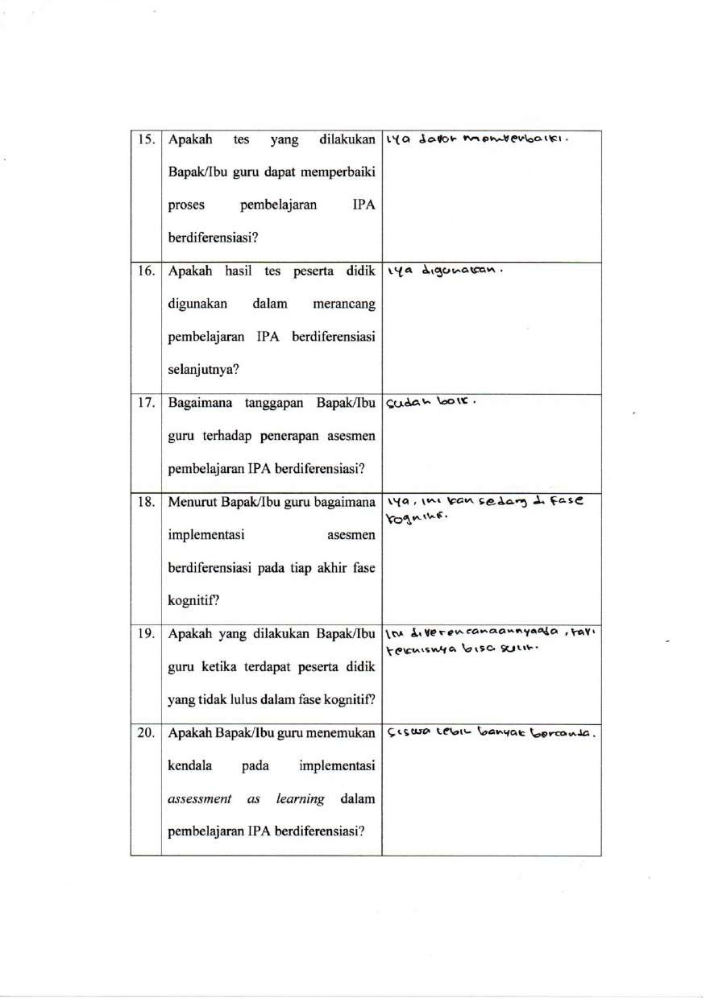 15. Apakah tes yang dilakukan iya dapat memperbaiki.
Bapak/Ibu guru dapat memperbaiki
proses pembelajaran IPA
berdiferensiasi?
16. Apakah hasil tes peserta didik iya digunakan.
digunakan dalam merancang
pembelajaran IPA berdiferensiasi
selanjutnya?
17. Bagaimana tanggapan Bapak/Ibu sudah baik.
guru terhadap penerapan asesmen
pembelajaran IPA berdiferensiasi?
18. Menurut Bapak/Ibu guru bagaimana iya, ini kan sedang di fase
kognitif.
implementasi asesmen
berdiferensiasi pada tiap akhir fase
kognitif?
19. Apakah yang dilakukan Bapak/Ibu itu diperencanaannya ada, tapi
teknisnya bisa sulit.
guru ketika terdapat peserta didik
yang tidak lulus dalam fase kognitif?
20. Apakah Bapak/Ibu guru menemukan siswa lebih banyak bercanda.
kendala pada implementasi
assessment as learning dalam
pembelajaran IPA berdiferensiasi?